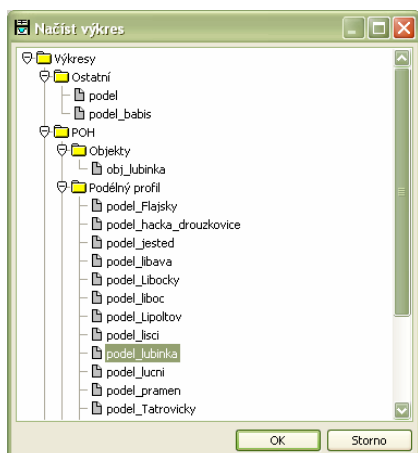 Načíst výkres
Výkresy
Ostatní
podel
podel_babis
POH
Objekty
obj_lubinka
Podélný profil
podel_Flajsky
podel_hacka_drouzkovice
podel_jested
podel_libava
podel_Libocky
podel_liboc
podel_Lipoltov
podel_lisci
podel_lubinka
podel_lucni
podel_pramen
podel_Tatrovicky
OK Storno